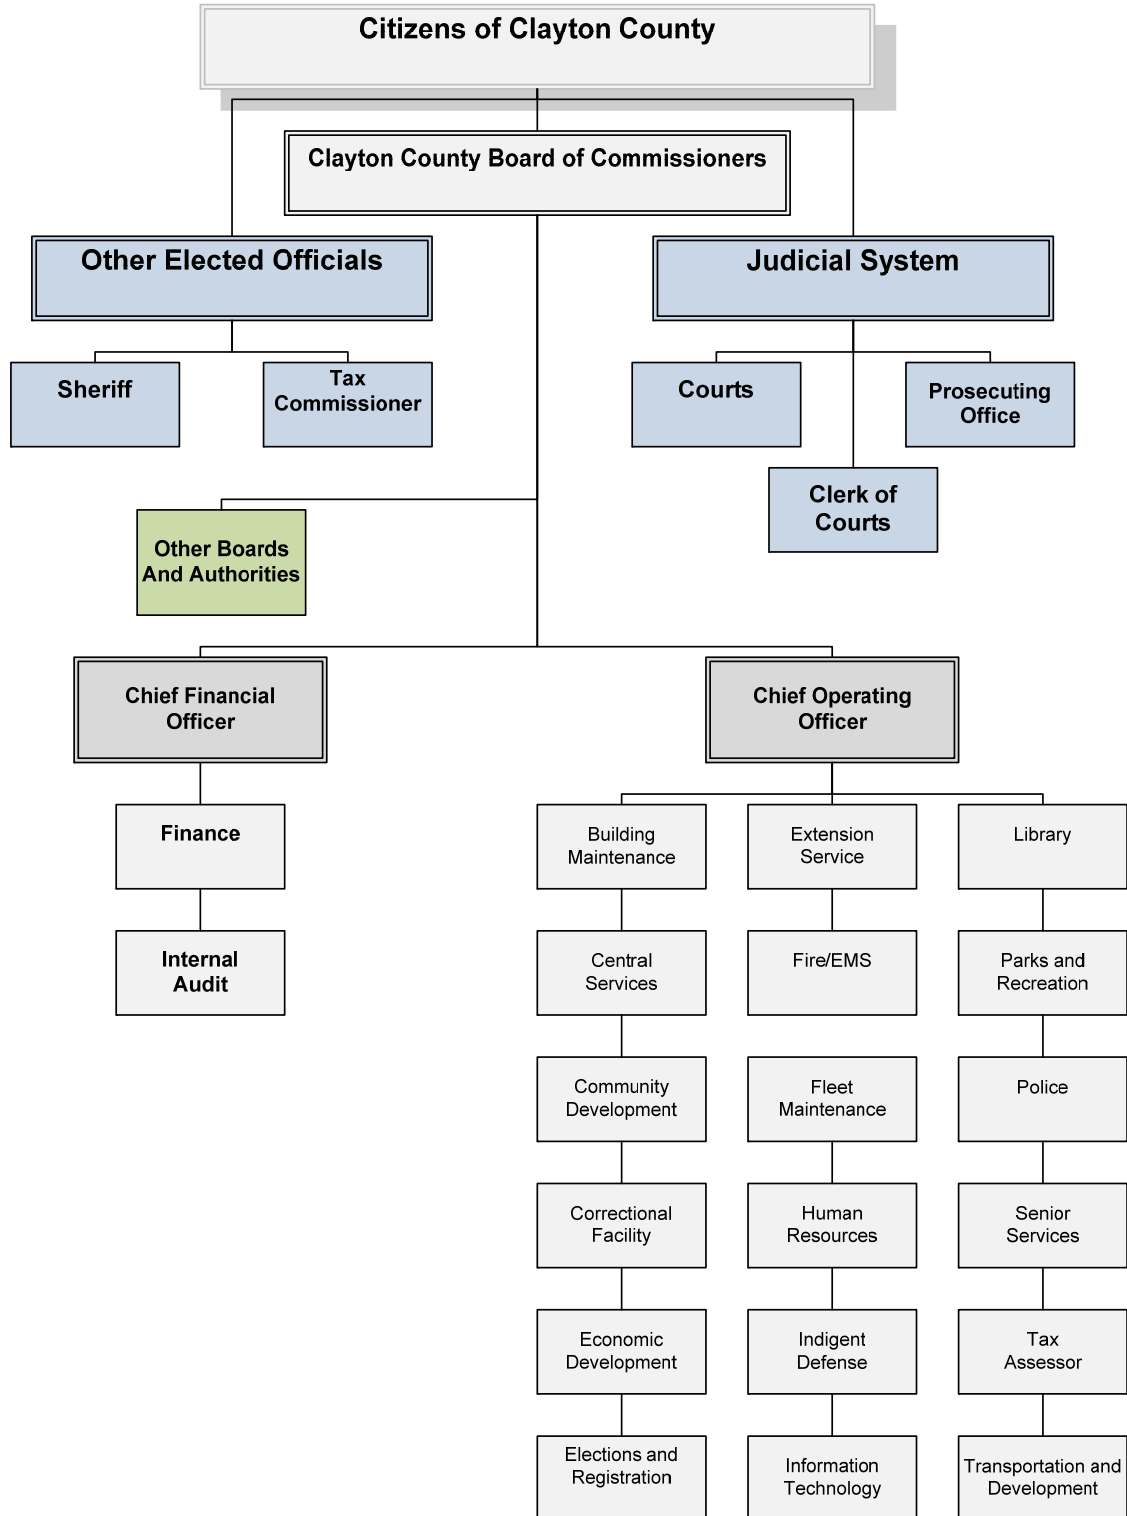 Citizens of Clayton County
Clayton County Board of Commissioners
Other Elected Officials
Judicial System
Sheriff
Tax
Commissioner
Courts
Prosecuting
Office
Clerk of
Courts
Other Boards
And Authorities
Chief Financial
Officer
Chief Operating
Officer
Finance
Internal
Audit
Building
Maintenance
Extension
Service
Library
Central
Services
Fire/EMS
Parks and
Recreation
Community
Development
Fleet
Maintenance
Police
Correctional
Facility
Human
Resources
Senior
Services
Economic
Development
Indigent
Defense
Tax
Assessor
Elections and
Registration
Information
Technology
Transportation and
Development